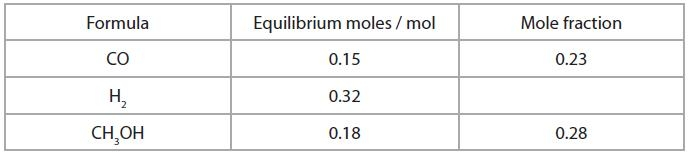 Formula Equilibrium moles / mol Mole fraction
CO 0.15 0.23
H₂ 0.32
CH₃OH 0.18 0.28